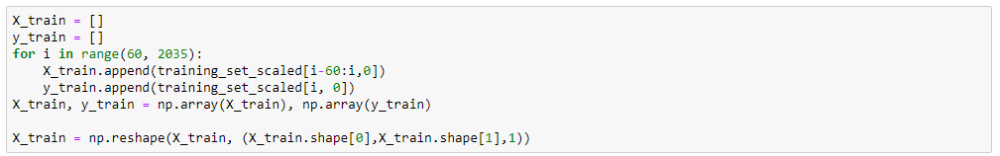 X_train = []
y_train = []
for i in range(60, 2035):
    X_train.append(training_set_scaled[i-60:i,0])
    y_train.append(training_set_scaled[i, 0])
X_train, y_train = np.array(X_train), np.array(y_train)

X_train = np.reshape(X_train, (X_train.shape[0],X_train.shape[1],1))